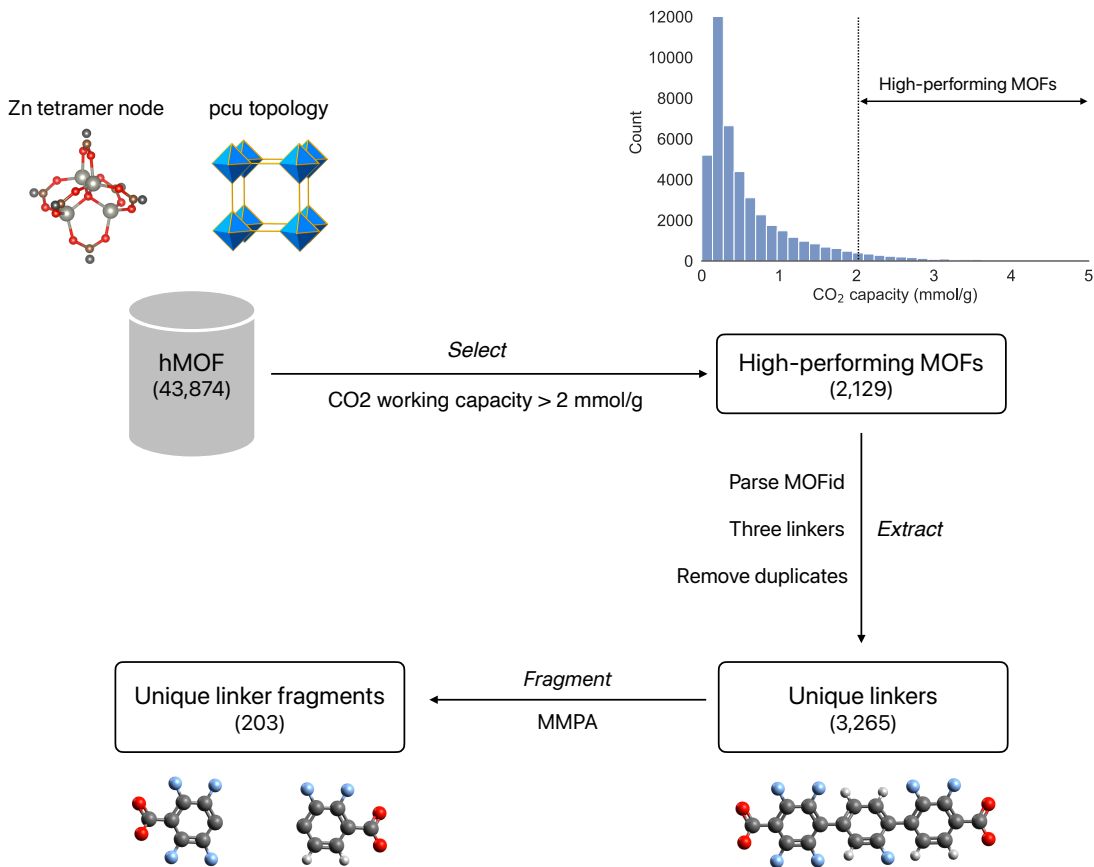 Zn tetramer node
pcu topology
12000
10000
8000
6000
4000
2000
0
Count
High-performing MOFs
0
1
2
3
4
5
CO₂ capacity (mmol/g)
hMOF
(43,874)
Select
CO2 working capacity > 2 mmol/g
High-performing MOFs
(2,129)
Parse MOFid
Three linkers
Extract
Remove duplicates
Unique linker fragments
(203)
Fragment
MMPA
Unique linkers
(3,265)